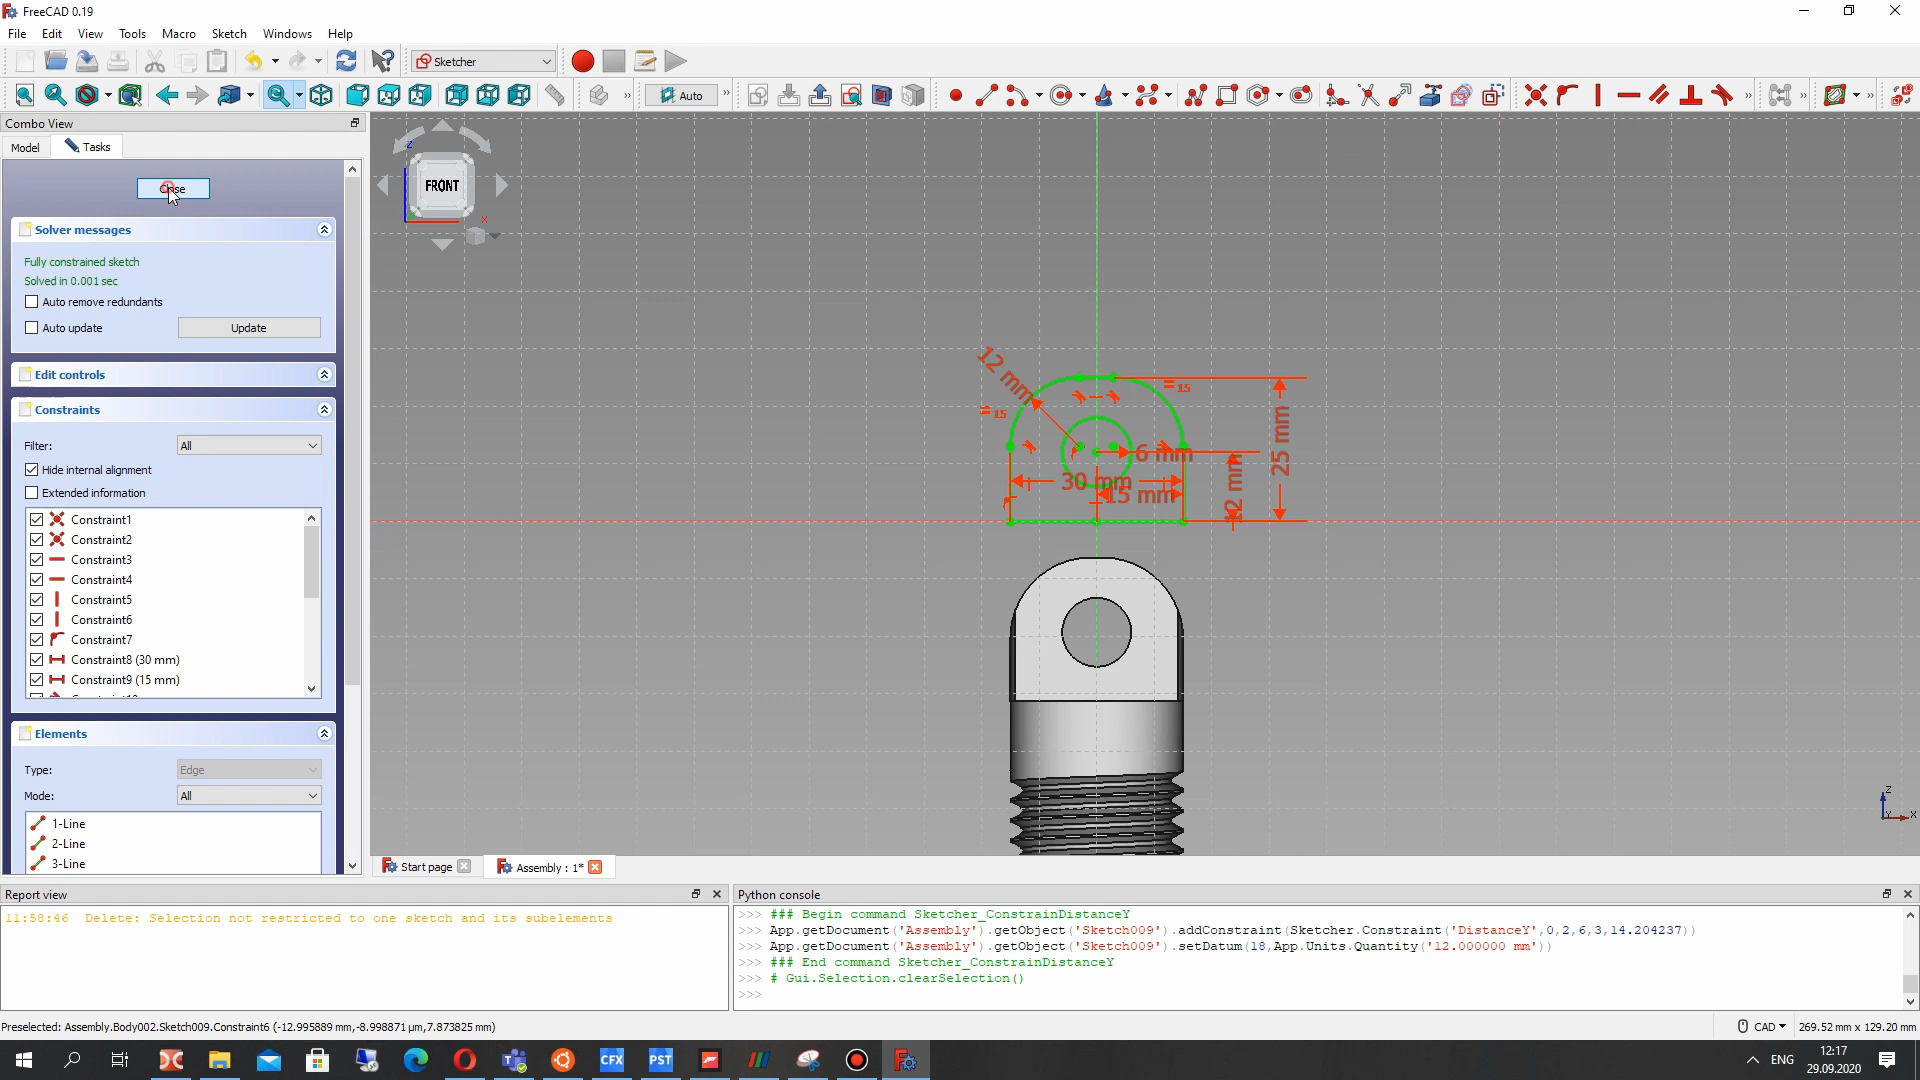 FreeCAD 0.19
File Edit View Tools Macro Sketch Windows Help
Sketcher
Auto
Combo View
Model Tasks
Close
Solver messages
Fully constrained sketch
Solved in 0.001 sec
Auto remove redundants
Auto update Update
Edit controls
Constraints
Filter: All
Hide internal alignment
Extended information
Constraint1
Constraint2
Constraint3
Constraint4
Constraint5
Constraint6
Constraint7
Constraint8 (30 mm)
Constraint9 (15 mm)
Elements
Type: Edge
Mode: All
1-Line
2-Line
3-Line
Z
FRONT
X
12 mm
15
15
6 mm
30 mm
15 mm
12 mm
25 mm
Z
Y X
Start page Assembly : 1*
Report view
11:58:46 Delete: Selection not restricted to one sketch and its subelements
Python console
>>> ### Begin command Sketcher_ConstrainDistanceY
>>> App.getDocument('Assembly').getObject('Sketch009').addConstraint(Sketcher.Constraint('DistanceY',0,2,6,3,14.204237))
>>> App.getDocument('Assembly').getObject('Sketch009').setDatum(18,App.Units.Quantity('12.000000 mm'))
>>> ### End command Sketcher_ConstrainDistanceY
>>> # Gui.Selection.clearSelection()
>>>
Preselected: Assembly.Body002.Sketch009.Constraint6 (-12.995889 mm,-8.998871 µm,7.873825 mm)
CAD 269.52 mm x 129.20 mm
CFX PST
ENG
12:17
29.09.2020